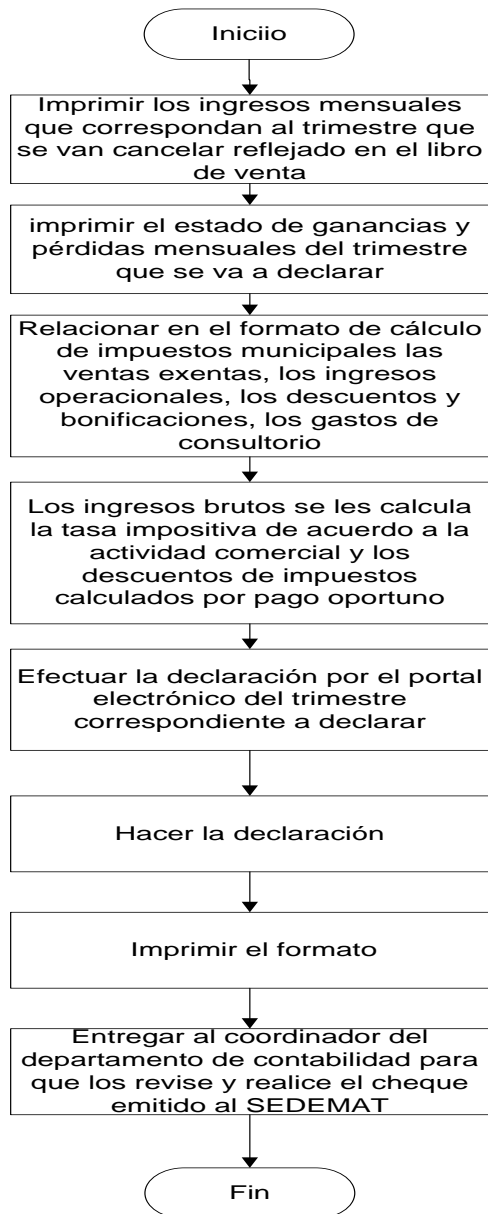 Iniciio
Imprimir los ingresos mensuales
que correspondan al trimestre que
se van cancelar reflejado en el libro
de venta
imprimir el estado de ganancias y
pérdidas mensuales del trimestre
que se va a declarar
Relacionar en el formato de cálculo
de impuestos municipales las
ventas exentas, los ingresos
operacionales, los descuentos y
bonificaciones, los gastos de
consultorio
Los ingresos brutos se les calcula
la tasa impositiva de acuerdo a la
actividad comercial y los
descuentos de impuestos
calculados por pago oportuno
Efectuar la declaración por el portal
electrónico del trimestre
correspondiente a declarar
Hacer la declaración
Imprimir el formato
Entregar al coordinador del
departamento de contabilidad para
que los revise y realice el cheque
emitido al SEDEMAT
Fin